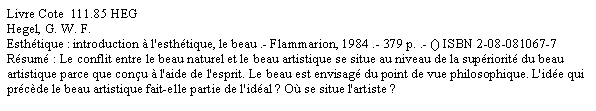 Livre Cote 111.85 HEG
Hegel, G. W. F.
Esthétique : introduction à l'esthétique, le beau .- Flammarion, 1984 .- 379 p. .- () ISBN 2-08-081067-7
Résumé : Le conflit entre le beau naturel et le beau artistique se situe au niveau de la supériorité du beau
artistique parce que conçu à l'aide de l'esprit. Le beau est envisagé du point de vue philosophique. L'idée qui
précède le beau artistique fait-elle partie de l'idéal ? Où se situe l'artiste ?